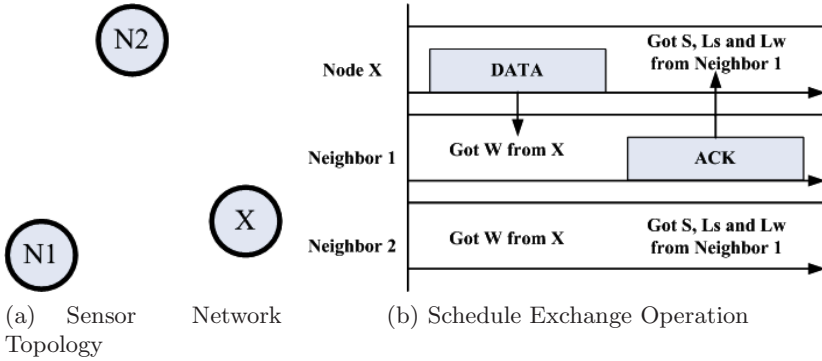 N2
N1
X
Node X
DATA
Got S, Ls and Lw
from Neighbor 1
Neighbor 1
Got W from X
ACK
Neighbor 2
Got W from X
Got S, Ls and Lw
from Neighbor 1
(a) Sensor Network
Topology
(b) Schedule Exchange Operation